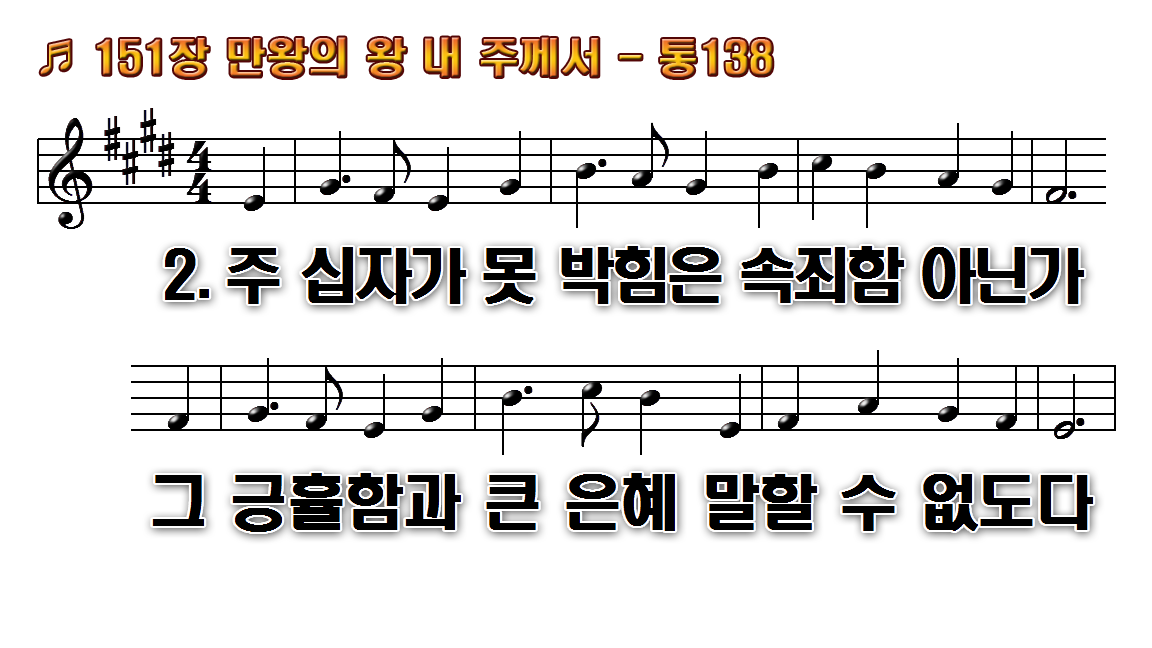 151장 만왕의 왕 내 주께서 - 통138
4
4
2. 주 십자가 못 박힘은 속죄함 아닌가
그 긍휼함과 큰 은혜 말할 수 없도다